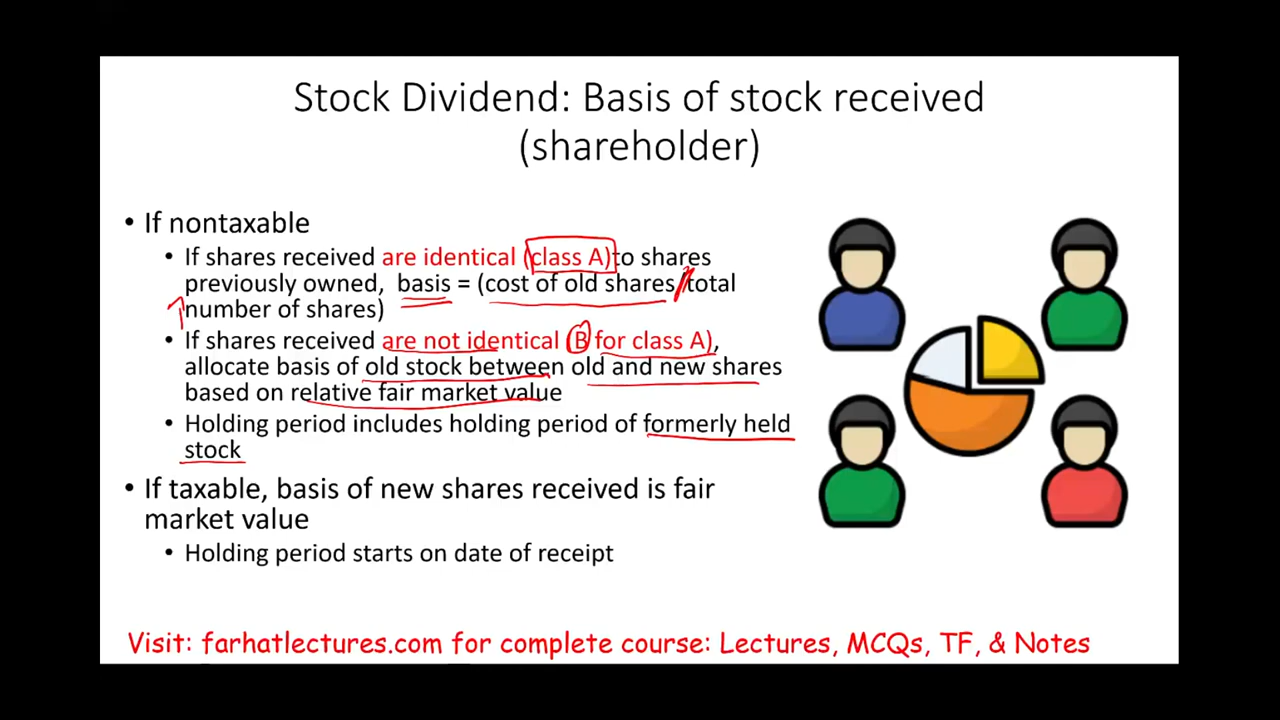 Stock Dividend: Basis of stock received
(shareholder)
• If nontaxable
• If shares received are identical (class A) to shares
previously owned, basis = (cost of old shares/total
number of shares)
• If shares received are not identical (B for class A),
allocate basis of old stock between old and new shares
based on relative fair market value
• Holding period includes holding period of formerly held
stock
• If taxable, basis of new shares received is fair
market value
• Holding period starts on date of receipt
Visit: farhatlectures.com for complete course: Lectures, MCQs, TF, & Notes